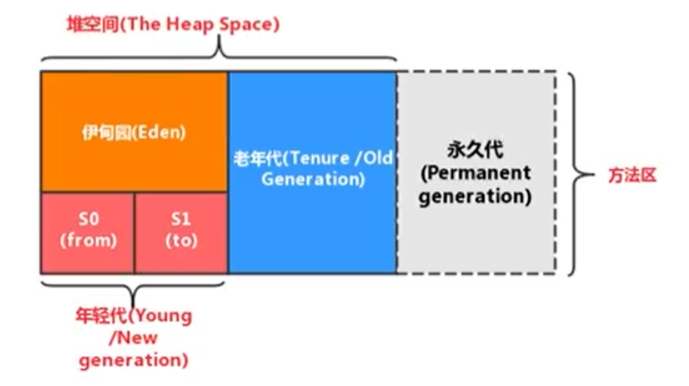 堆空间(The Heap Space)
伊甸园(Eden)
S0
(from)
S1
(to)
老年代(Tenure /Old
Generation)
永久代
(Permanent
generation)
方法区
年轻代(Young
/New
generation)